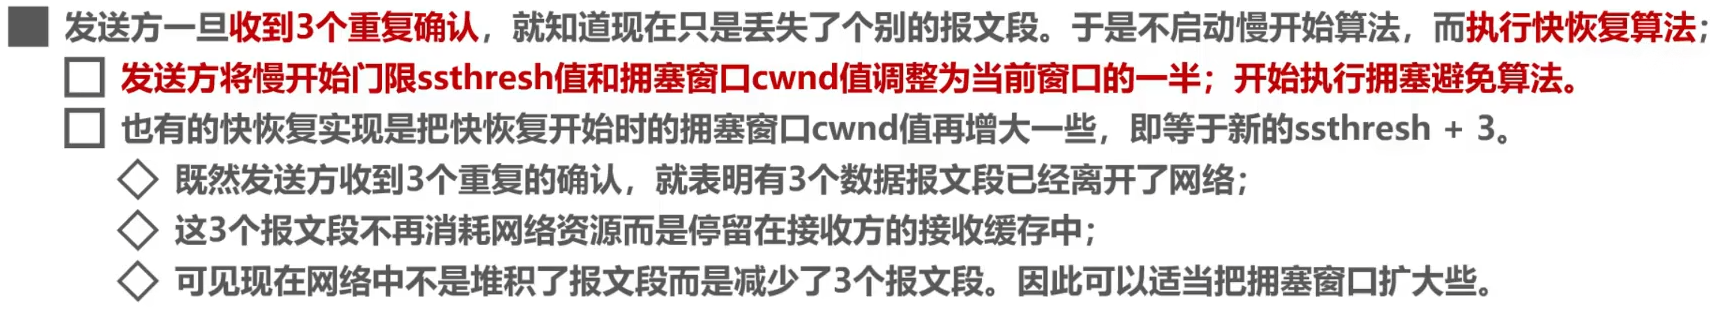 发送方一旦收到3个重复确认，就知道现在只是丢失了个别的报文段。于是不启动慢开始算法，而执行快恢复算法；
发送方将慢开始门限ssthresh值和拥塞窗口cwnd值调整为当前窗口的一半；开始执行拥塞避免算法。
也有的快恢复实现是把快恢复开始时的拥塞窗口cwnd值再增大一些，即等于新的ssthresh + 3。
既然发送方收到3个重复的确认，就表明有3个数据报文段已经离开了网络；
这3个报文段不再消耗网络资源而是停留在接收方的接收缓存中；
可见现在网络中不是堆积了报文段而是减少了3个报文段。因此可以适当把拥塞窗口扩大些。